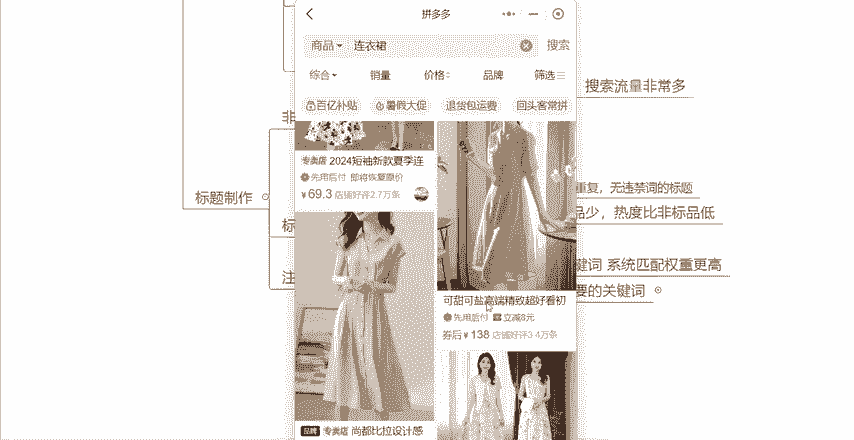 拼多多
商品 连衣裙 搜索
综合 销量 价格 品牌 筛选
百亿补贴 暑假大促 退货包运费 回头客常拼
专卖店 2024短袖新款夏季连
先用后付 即将恢复原价
¥69.3 店铺好评2.7万条
品牌 专卖店 尚都比拉设计感
可甜可盐高端精致超好看初
先用后付 立减8元
券后¥138 店铺好评3.4万条
标题制作
非
标
注
搜索流量非常多
重复，无违禁词的标题
品少，热度比非标品低
键词 系统匹配权重更高
要的关键词